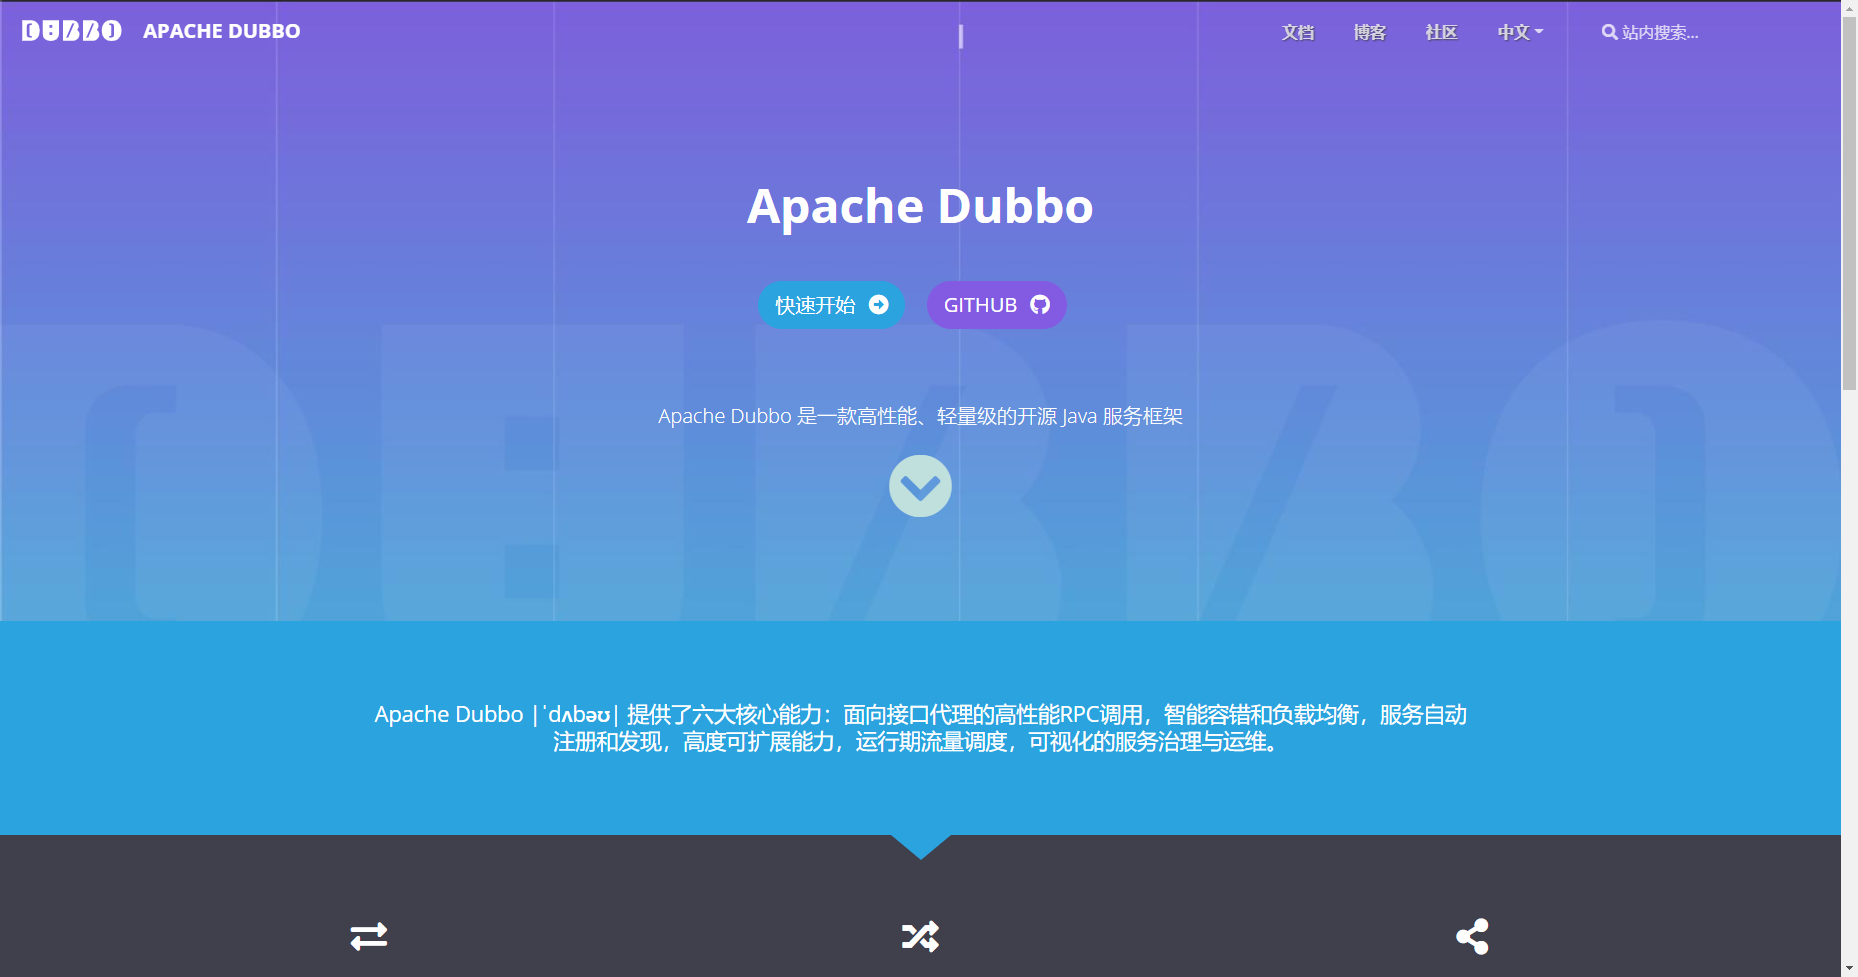 DUBBO APACHE DUBBO 文档 博客 社区 中文 站内搜索...
Apache Dubbo
快速开始 GITHUB
Apache Dubbo 是一款高性能、轻量级的开源 Java 服务框架
DUBBO
Apache Dubbo |ˈdʌbəʊ| 提供了六大核心能力：面向接口代理的高性能RPC调用，智能容错和负载均衡，服务自动
注册和发现，高度可扩展能力，运行期流量调度，可视化的服务治理与运维。